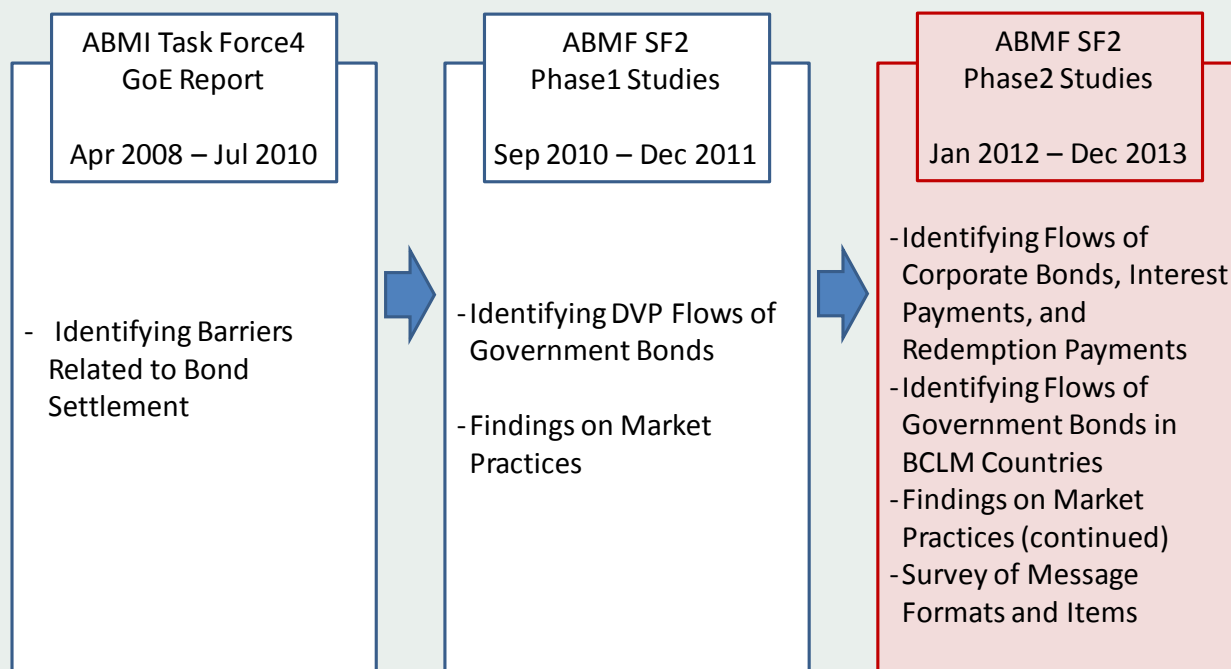 ABMI Task Force4
GoE Report
Apr 2008 – Jul 2010
- Identifying Barriers
Related to Bond
Settlement
ABMF SF2
Phase1 Studies
Sep 2010 – Dec 2011
-Identifying DVP Flows of
Government Bonds
-Findings on Market
Practices
ABMF SF2
Phase2 Studies
Jan 2012 – Dec 2013
-Identifying Flows of
Corporate Bonds, Interest
Payments, and
Redemption Payments
-Identifying Flows of
Government Bonds in
BCLM Countries
-Findings on Market
Practices (continued)
-Survey of Message
Formats and Items